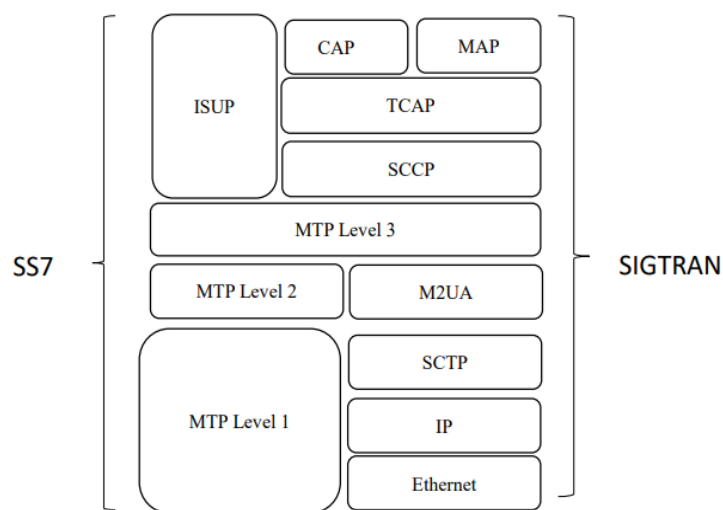 CAP
MAP
ISUP
TCAP
SCCP
MTP Level 3
SS7
SIGTRAN
MTP Level 2
M2UA
SCTP
MTP Level 1
IP
Ethernet